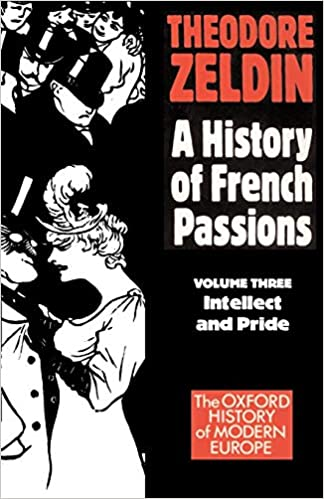 THEODORE
ZELDIN
A History
of French
Passions
VOLUME THREE
Intellect
and Pride
The OXFORD
HISTORY
of MODERN
EUROPE